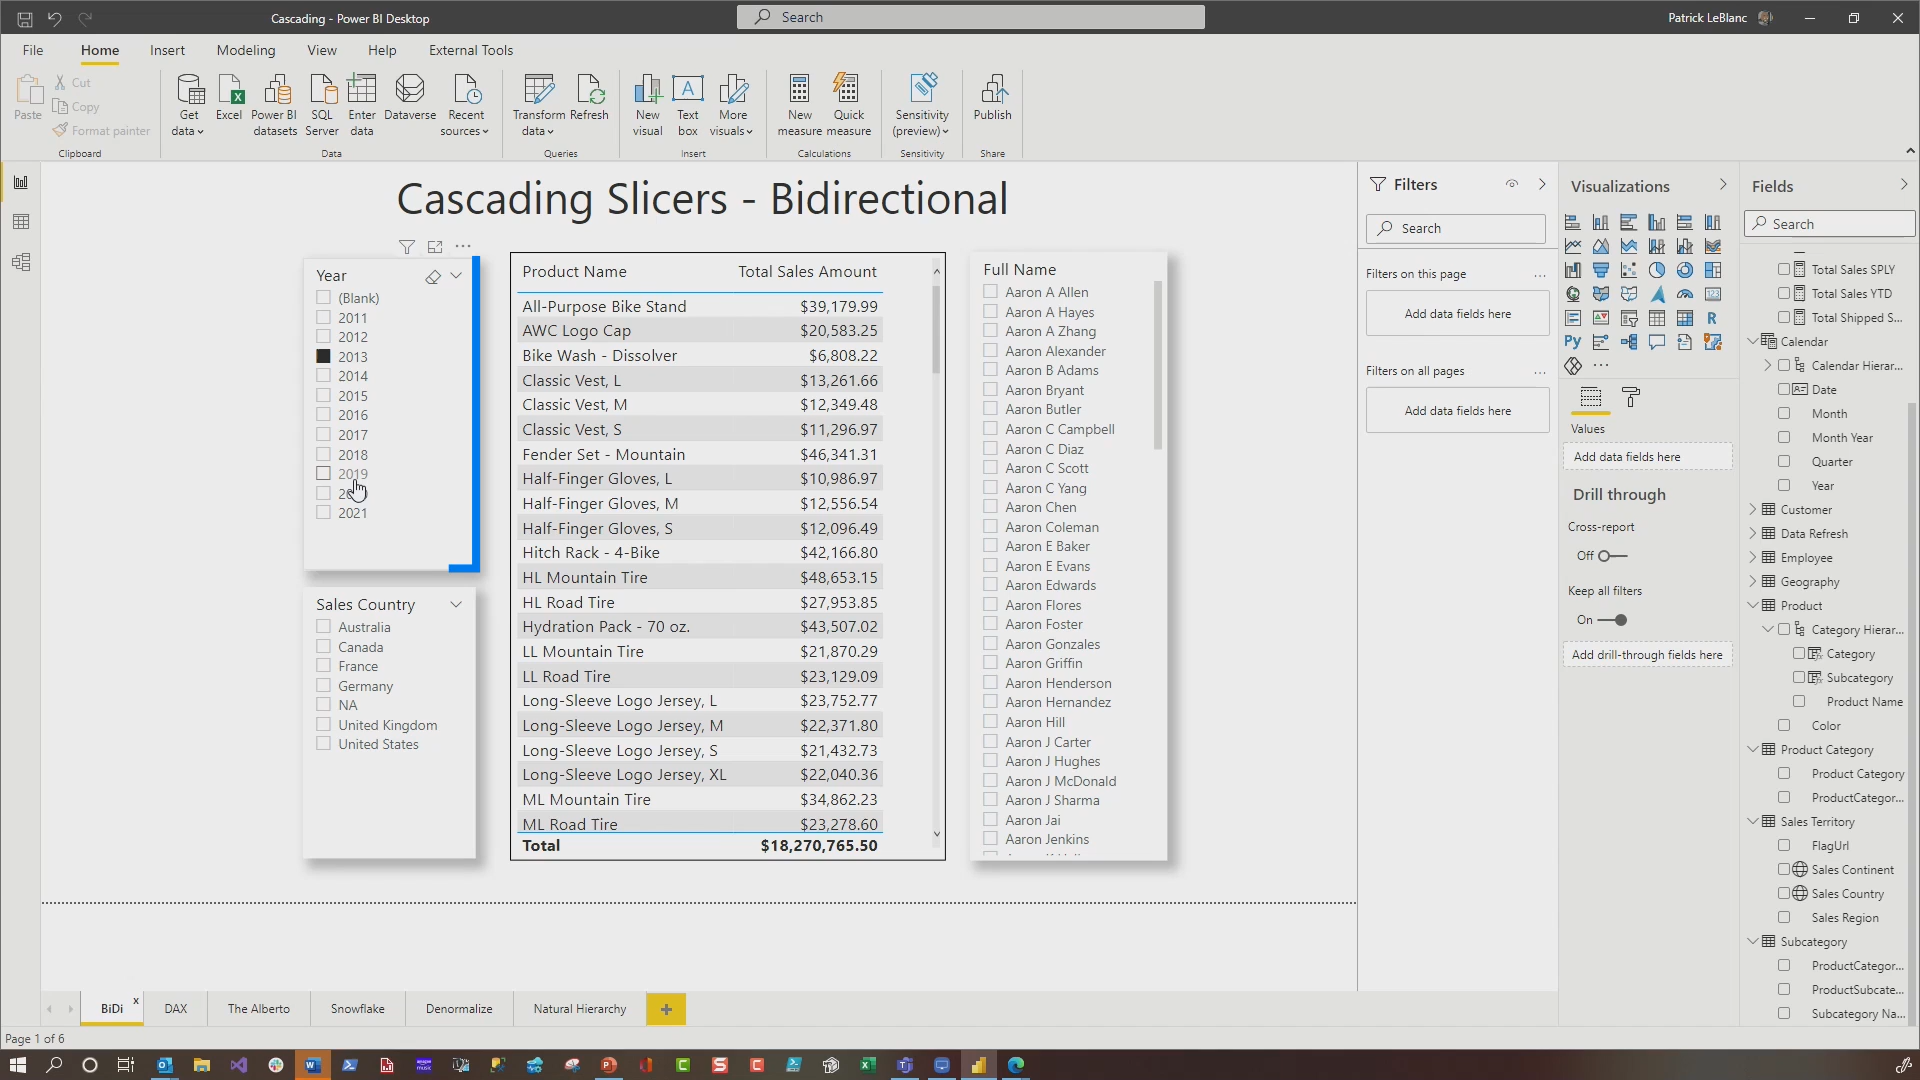 Cascading - Power BI Desktop
Search
Patrick LeBlanc
File
Home
Insert
Modeling
View
Help
External Tools
Paste
Cut
Copy
Format painter
Clipboard
Get data
Excel
Power BI datasets
SQL Server
Enter data
Dataverse
Recent sources
Data
Transform data
Refresh
Queries
New visual
Text box
More visuals
Insert
New measure
Quick measure
Calculations
Sensitivity (preview)
Sensitivity
Publish
Share
Cascading Slicers - Bidirectional
Year
(Blank)
2011
2012
2013
2014
2015
2016
2017
2018
2019
2021
Sales Country
Australia
Canada
France
Germany
NA
United Kingdom
United States
Product Name Total Sales Amount
All-Purpose Bike Stand $39,179.99
AWC Logo Cap $20,583.25
Bike Wash - Dissolver $6,808.22
Classic Vest, L $13,261.66
Classic Vest, M $12,349.48
Classic Vest, S $11,296.97
Fender Set - Mountain $46,341.31
Half-Finger Gloves, L $10,986.97
Half-Finger Gloves, M $12,556.54
Half-Finger Gloves, S $12,096.49
Hitch Rack - 4-Bike $42,166.80
HL Mountain Tire $48,653.15
HL Road Tire $27,953.85
Hydration Pack - 70 oz. $43,507.02
LL Mountain Tire $21,870.29
LL Road Tire $23,129.09
Long-Sleeve Logo Jersey, L $23,752.77
Long-Sleeve Logo Jersey, M $22,371.80
Long-Sleeve Logo Jersey, S $21,432.73
Long-Sleeve Logo Jersey, XL $22,040.36
ML Mountain Tire $34,862.23
ML Road Tire $23,278.60
Total $18,270,765.50
Full Name
Aaron A Allen
Aaron A Hayes
Aaron A Zhang
Aaron Alexander
Aaron B Adams
Aaron Bryant
Aaron Butler
Aaron C Campbell
Aaron C Diaz
Aaron C Scott
Aaron C Yang
Aaron Chen
Aaron Coleman
Aaron E Baker
Aaron E Evans
Aaron Edwards
Aaron Flores
Aaron Foster
Aaron Gonzales
Aaron Griffin
Aaron Henderson
Aaron Hernandez
Aaron Hill
Aaron J Carter
Aaron J Hughes
Aaron J McDonald
Aaron J Sharma
Aaron Jai
Aaron Jenkins
Filters
Search
Filters on this page ...
Add data fields here
Filters on all pages ...
Add data fields here
Visualizations
R
Py
...
Values
Add data fields here
Drill through
Cross-report
Off
Keep all filters
On
Add drill-through fields here
Fields
Search
Total Sales SPLY
Total Sales YTD
Total Shipped S...
Calendar
Calendar Hierar...
Date
Month
Month Year
Quarter
Year
Customer
Data Refresh
Employee
Geography
Product
Category Hierar...
Category
Subcategory
Product Name
Color
Product Category
Product Category
ProductCategor...
Sales Territory
FlagUrl
Sales Continent
Sales Country
Sales Region
Subcategory
ProductCategor...
ProductSubcate...
Subcategory Na...
BiDi x
DAX
The Alberto
Snowflake
Denormalize
Natural Hierarchy
+
Page 1 of 6